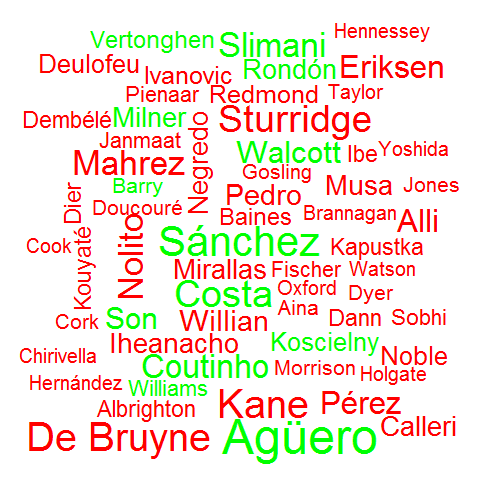 Hennessey
Vertonghen
Slimani
Deulofeu
Ivanovic
Rondón
Eriksen
Pienaar
Redmond
Taylor
Dembélé
Milner
Sturridge
Janmaat
Negredo
Walcott
Ibe
Yoshida
Mahrez
Gosling
Barry
Pedro
Musa
Jones
Dier
Doucouré
Baines
Brannagan
Alli
Cook
Kouyaté
Nolito
Sánchez
Kapustka
Mirallas
Fischer
Watson
Costa
Oxford
Dyer
Aina
Cork
Son
Willian
Dann
Sobhi
Iheanacho
Koscielny
Chirivella
Noble
Coutinho
Morrison
Holgate
Hernández
Williams
Albrighton
Kane
Pérez
De Bruyne
Agüero
Calleri